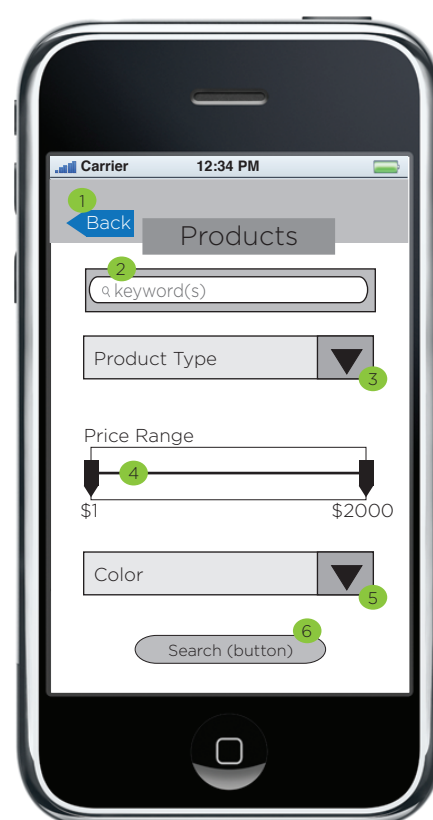 Carrier 12:34 PM
1
Back
Products
2
keyword(s)
Product Type
3
Price Range
4
$1 $2000
Color
5
6
Search (button)